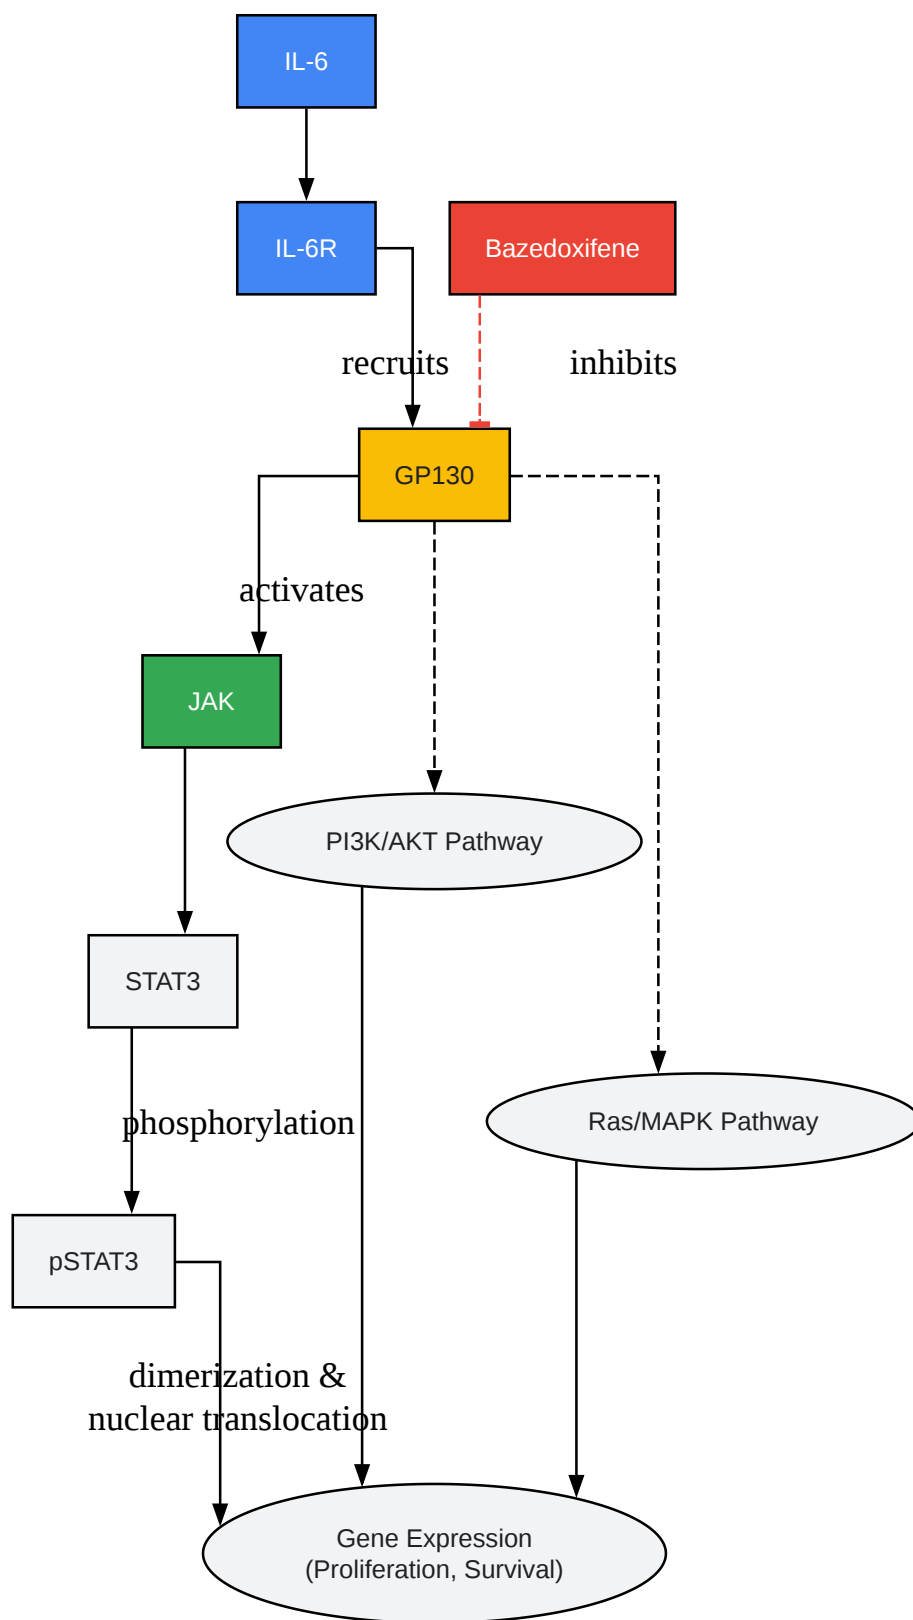 IL-6
IL-6R
Bazedoxifene
recruits
inhibits
GP130
activates
JAK
PI3K/AKT Pathway
STAT3
phosphorylation
Ras/MAPK Pathway
pSTAT3
dimerization &
nuclear translocation
Gene Expression
(Proliferation, Survival)